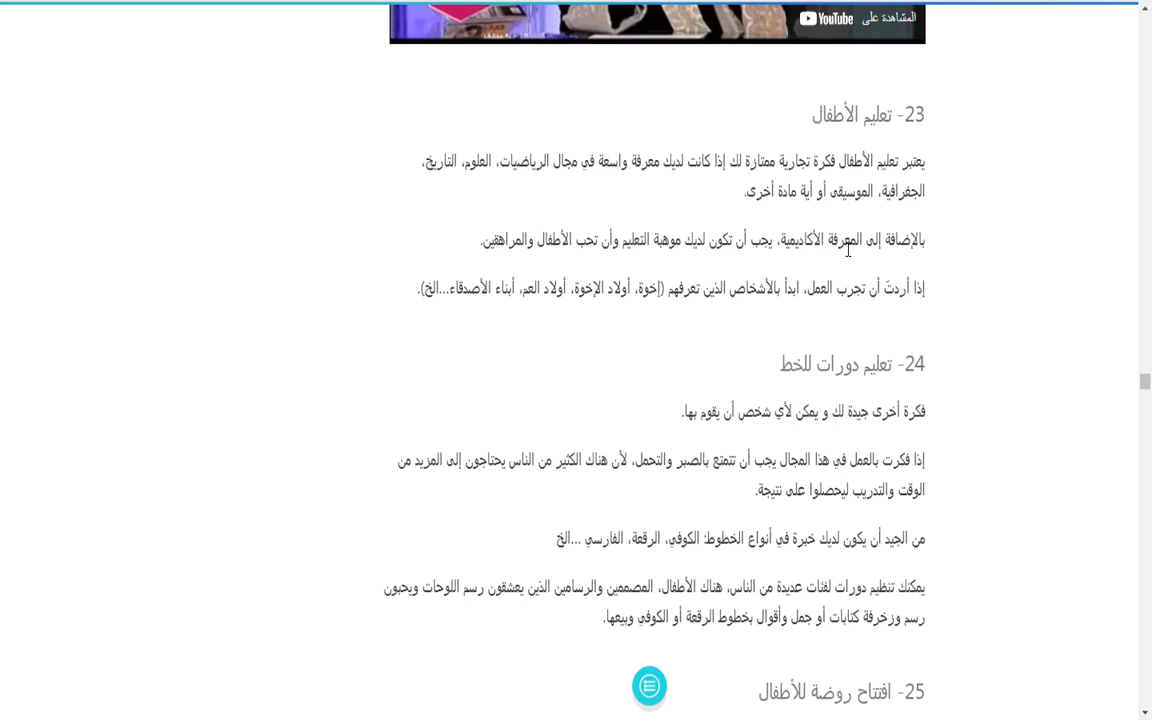 المشاهدة على YouTube
23- تعليم الأطفال
يعتبر تعليم الأطفال فكرة تجارية ممتازة لك إذا كانت لديك معرفة واسعة في مجال الرياضيات، العلوم، التاريخ،
الجغرافية، الموسيقى أو أية مادة أخرى.
بالإضافة إلى المعرفة الأكاديمية، يجب أن تكون لديك موهبة التعليم وأن تحب الأطفال والمراهقين.
إذا أردتَ أن تجرب العمل، ابدأ بالأشخاص الذين تعرفهم (إخوة، أولاد الإخوة، أولاد العم، أبناء الأصدقاء...الخ).
24- تعليم دورات للخط
فكرة أخرى جيدة لك و يمكن لأي شخص أن يقوم بها.
إذا فكرت بالعمل في هذا المجال يجب أن تتمتع بالصبر والتحمل، لأن هناك الكثير من الناس يحتاجون إلى المزيد من
الوقت والتدريب ليحصلوا على نتيجة.
من الجيد أن يكون لديك خبرة في أنواع الخطوط: الكوفي، الرقعة، الفارسي ...الخ
يمكنك تنظيم دورات لفئات عديدة من الناس، هناك الأطفال، المصممين والرسامين الذين يعشقون رسم اللوحات ويحبون
رسم وزخرفة كتابات أو جمل وأقوال بخطوط الرقعة أو الكوفي وبيعها.
25- افتتاح روضة للأطفال